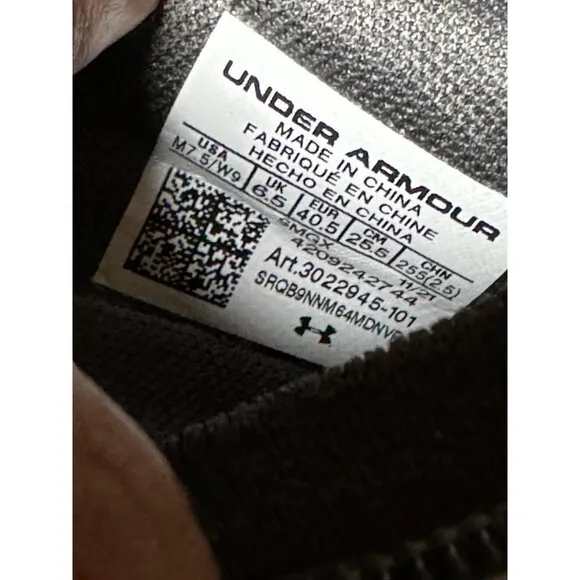 UNDER ARMOUR
MADE IN CHINA
FABRIQUÉ EN CHINE
HECHO EN CHINA
USA UK EUR CM CHN
M7.5/W9 6.5 40.5 25.5 255(2.5)
SMGX 11/21
4209242744
Art.3022945-101